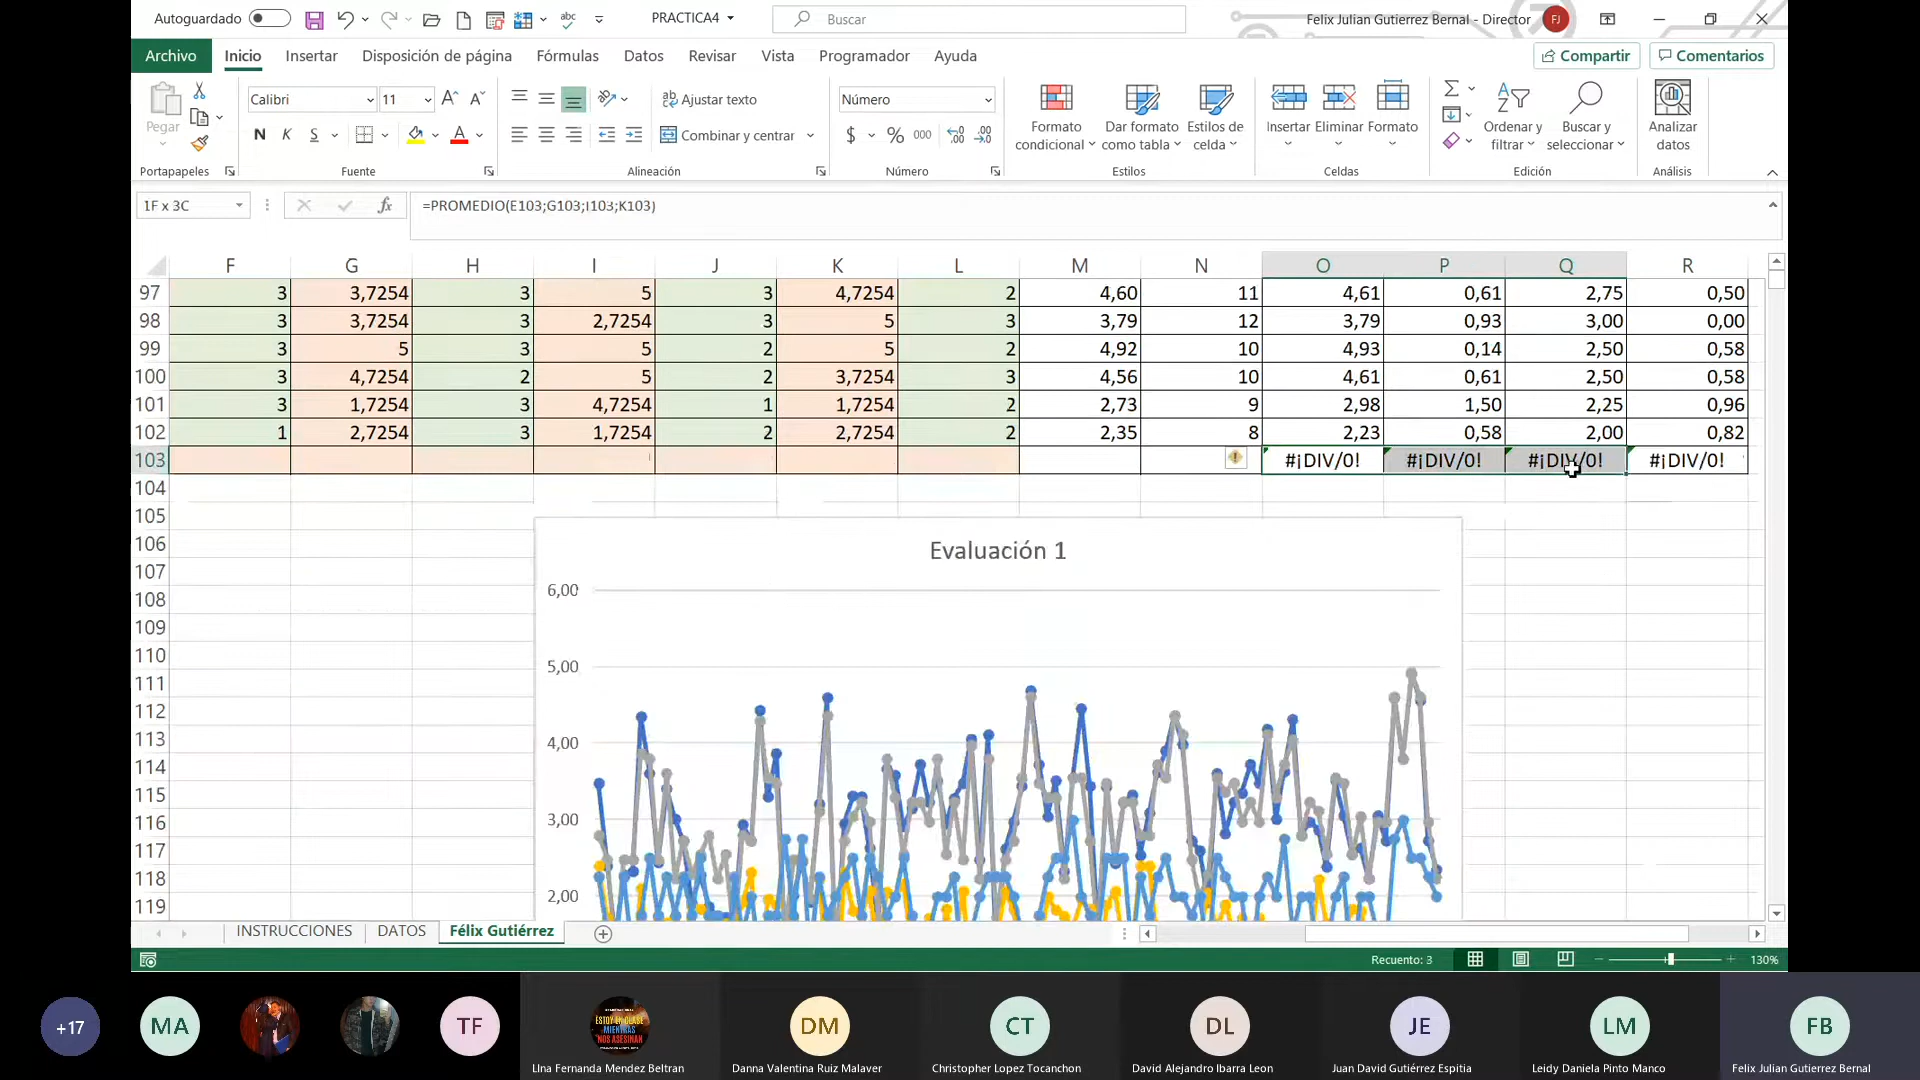 Autoguardado
PRACTICA4
Buscar
Felix Julian Gutierrez Bernal - Director
FJ
Archivo Inicio Insertar Disposición de página Fórmulas Datos Revisar Vista Programador Ayuda
Compartir Comentarios
Pegar
Calibri 11
N K S
Ajustar texto
Combinar y centrar
Número
$ % 000
Formato condicional
Dar formato como tabla
Estilos de celda
Insertar Eliminar Formato
Ordenar y filtrar
Buscar y seleccionar
Analizar datos
Portapapeles Fuente Alineación Número Estilos Celdas Edición Análisis
1F x 3C
fx
=PROMEDIO(E103;G103;I103;K103)
F G H I J K L M N O P Q R
97 3 3,7254 3 5 3 4,7254 2 4,60 11 4,61 0,61 2,75 0,50
98 3 3,7254 3 2,7254 3 5 3 3,79 12 3,79 0,93 3,00 0,00
99 3 5 3 5 2 5 2 4,92 10 4,93 0,14 2,50 0,58
100 3 4,7254 2 5 2 3,7254 3 4,56 10 4,61 0,61 2,50 0,58
101 3 1,7254 3 4,7254 1 1,7254 2 2,73 9 2,98 1,50 2,25 0,96
102 1 2,7254 3 1,7254 2 2,7254 2 2,35 8 2,23 0,58 2,00 0,82
103 #¡DIV/0! #¡DIV/0! #¡DIV/0! #¡DIV/0!
104
105
106
107
108
109
110
111
112
113
114
115
116
117
118
119
Evaluación 1
6,00
5,00
4,00
3,00
2,00
INSTRUCCIONES DATOS Félix Gutiérrez
Recuento: 3
130%
+17
MA
TF
ESTOY EN CLASE
MIENTRAS
NOS ASESINAN
LIna Fernanda Mendez Beltran
DM
Danna Valentina Ruiz Malaver
CT
Christopher Lopez Tocanchon
DL
David Alejandro Ibarra Leon
JE
Juan David Gutiérrez Espitia
LM
Leidy Daniela Pinto Manco
FB
Felix Julian Gutierrez Bernal